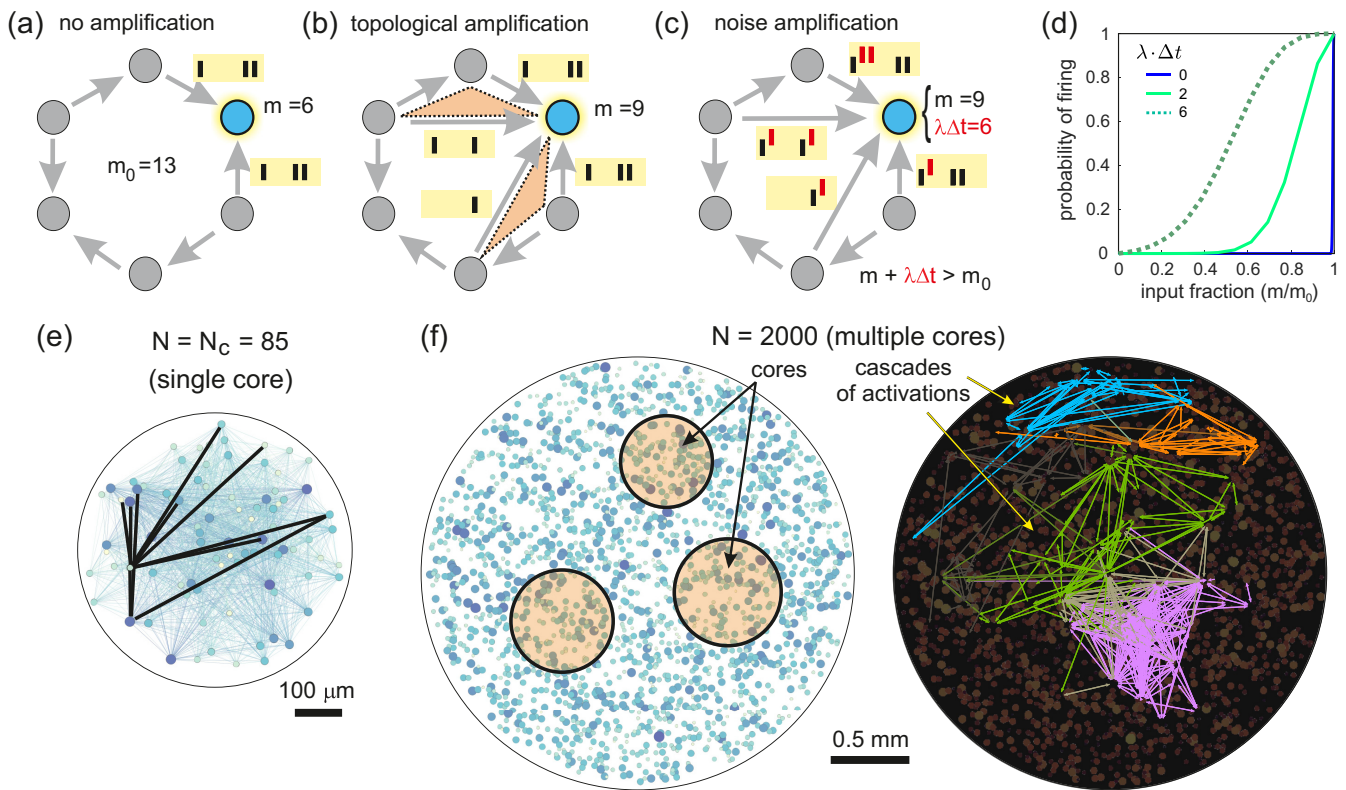 (a) no amplification
m = 6
m₀ = 13
(b) topological amplification
m = 9
(c) noise amplification
m = 9
λΔt = 6
m + λΔt > m₀
(d)
probability of firing
1
0.8
0.6
0.4
0.2
0
λ · Δt
0
2
6
0 0.2 0.4 0.6 0.8 1
input fraction (m/m₀)
(e) N = N_c = 85
(single core)
100 μm
(f) N = 2000 (multiple cores)
cores
cascades
of activations
0.5 mm